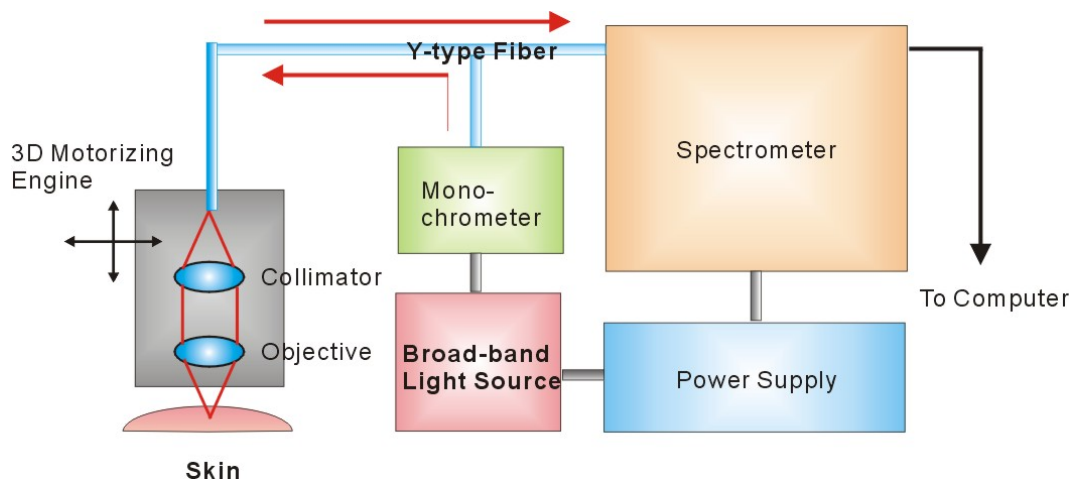 Y-type Fiber
3D Motorizing
Engine
Mono-
chrometer
Spectrometer
Collimator
To Computer
Objective
Broad-band
Light Source
Power Supply
Skin